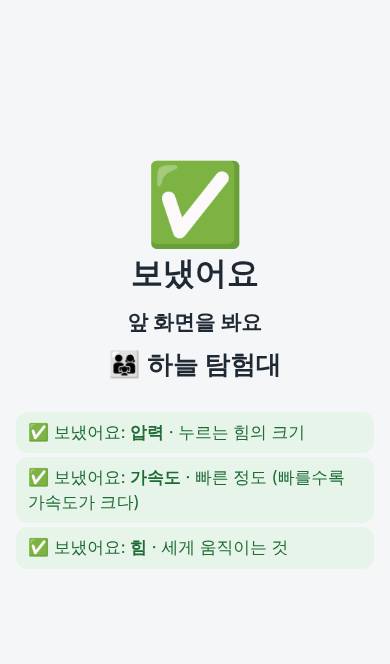 보냈어요
앞 화면을 봐요
👨‍👩‍👧 하늘 탐험대
✅ 보냈어요: 압력 · 누르는 힘의 크기
✅ 보냈어요: 가속도 · 빠른 정도 (빠를수록
가속도가 크다)
✅ 보냈어요: 힘 · 세게 움직이는 것